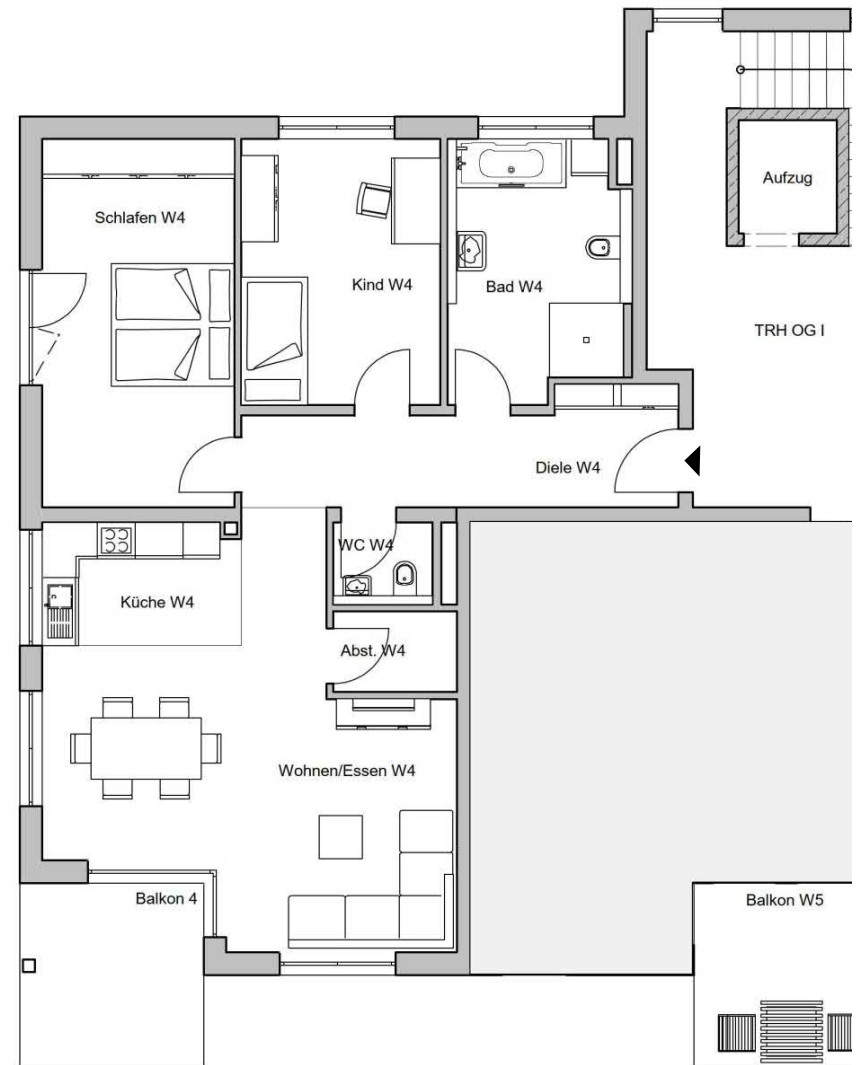 Aufzug
Schlafen W4
Kind W4
Bad W4
TRH OG I
Diele W4
WC W4
Küche W4
Abst. W4
Wohnen/Essen W4
Balkon 4
Balkon W5